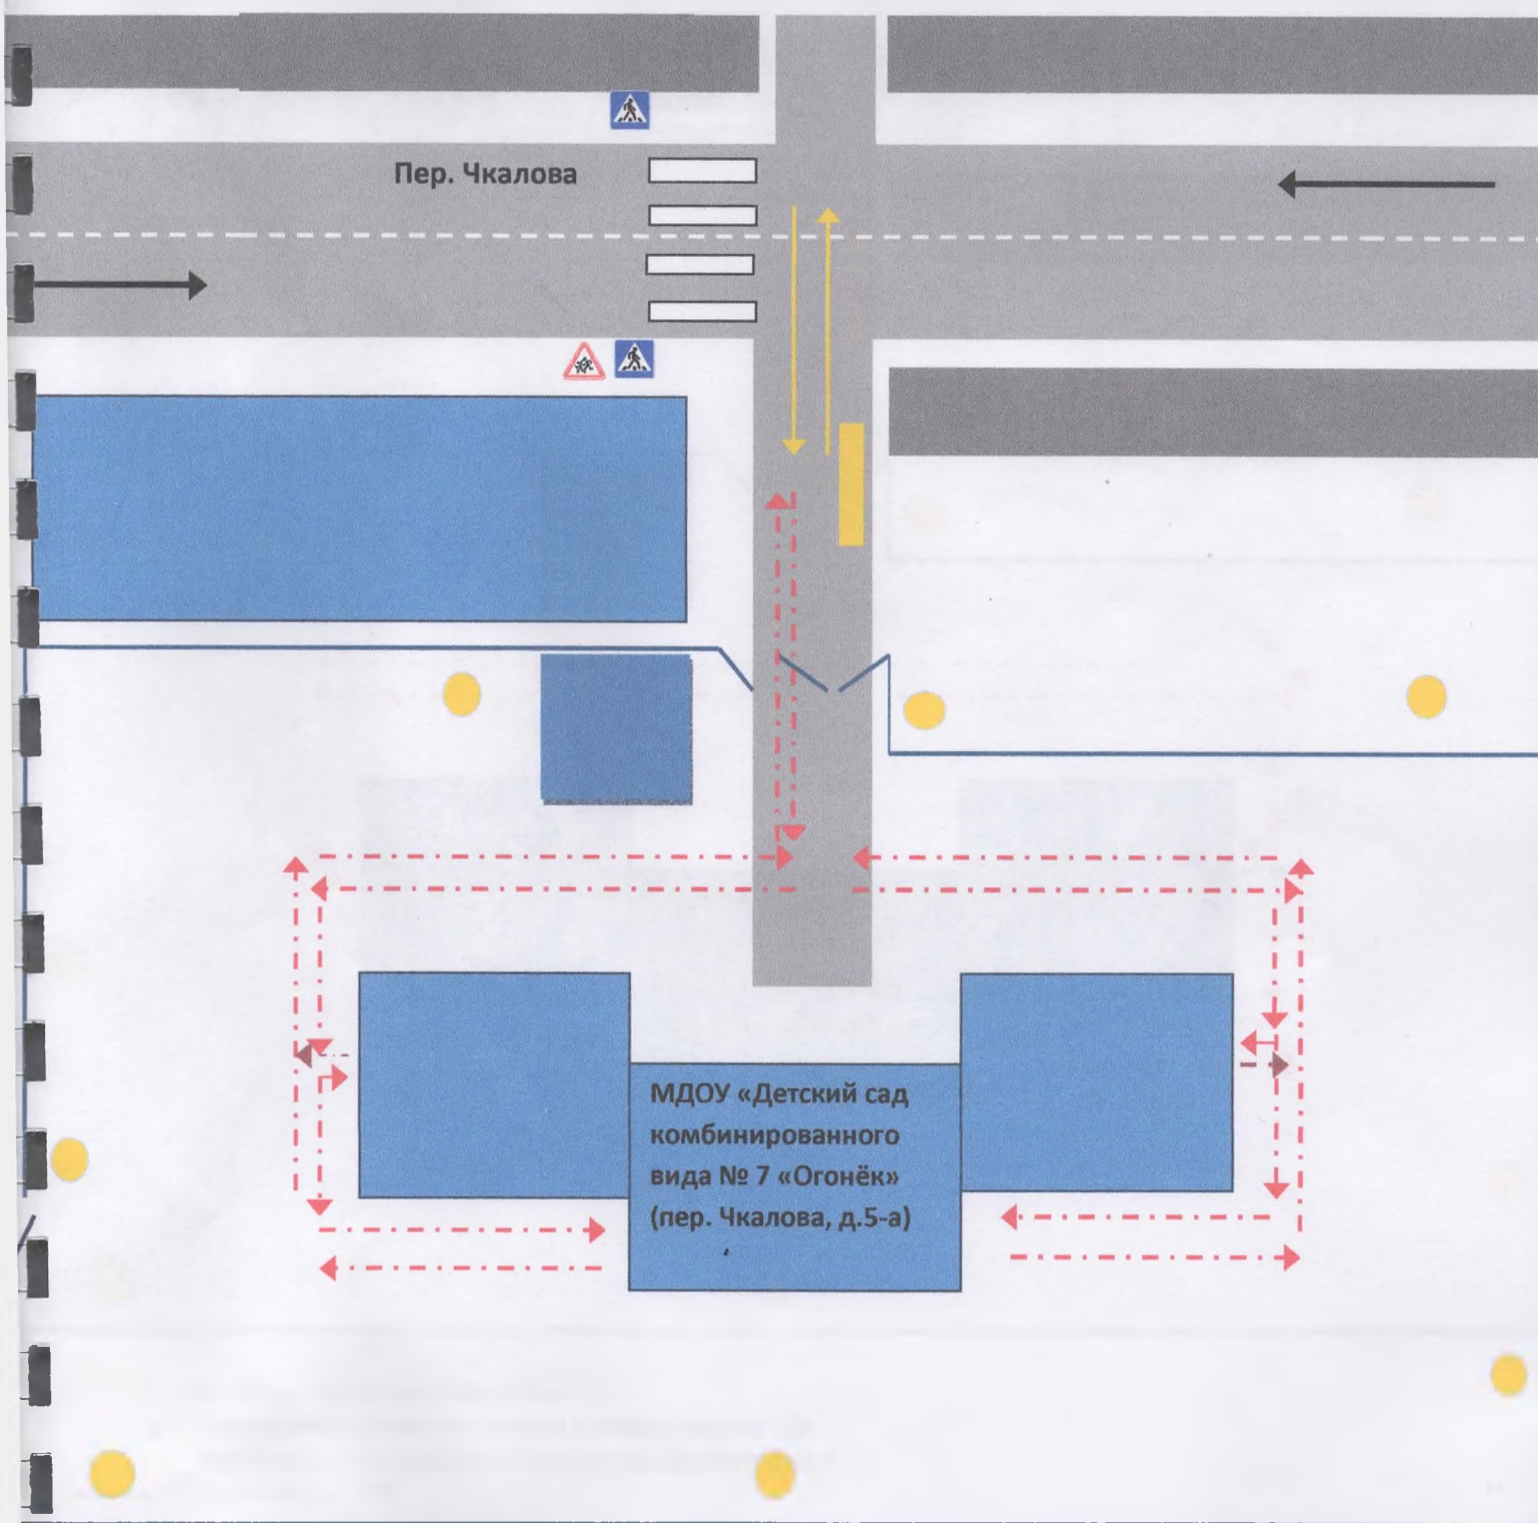 Пер. Чкалова
МДОУ «Детский сад
комбинированного
вида № 7 «Огонёк»
(пер. Чкалова, д.5-а)